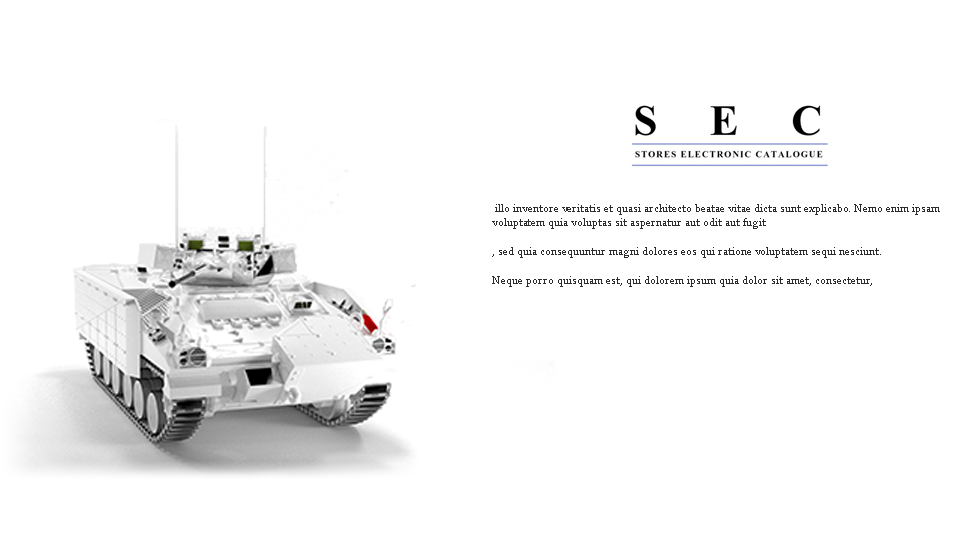 S E C
STORES ELECTRONIC CATALOGUE
illo inventore veritatis et quasi architecto beatae vitae dicta sunt explicabo. Nemo enim ipsam
voluptatem quia voluptas sit aspernatur aut odit aut fugit
, sed quia consequuntur magni dolores eos qui ratione voluptatem sequi nesciunt.
Neque porro quisquam est, qui dolorem ipsum quia dolor sit amet, consectetur,